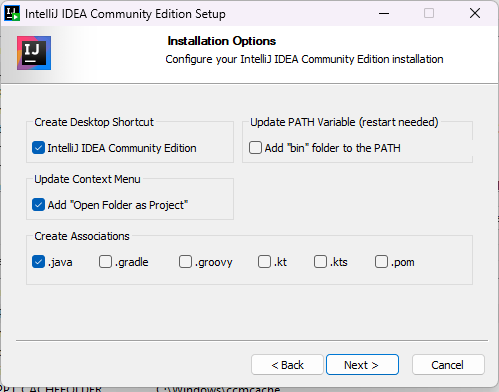 IntelliJ IDEA Community Edition Setup
IJ
Installation Options
Configure your IntelliJ IDEA Community Edition installation
Create Desktop Shortcut
IntelliJ IDEA Community Edition
Update PATH Variable (restart needed)
Add "bin" folder to the PATH
Update Context Menu
Add "Open Folder as Project"
Create Associations
.java .gradle .groovy .kt .kts .pom
< Back Next > Cancel
C:\Windows\ccmcache